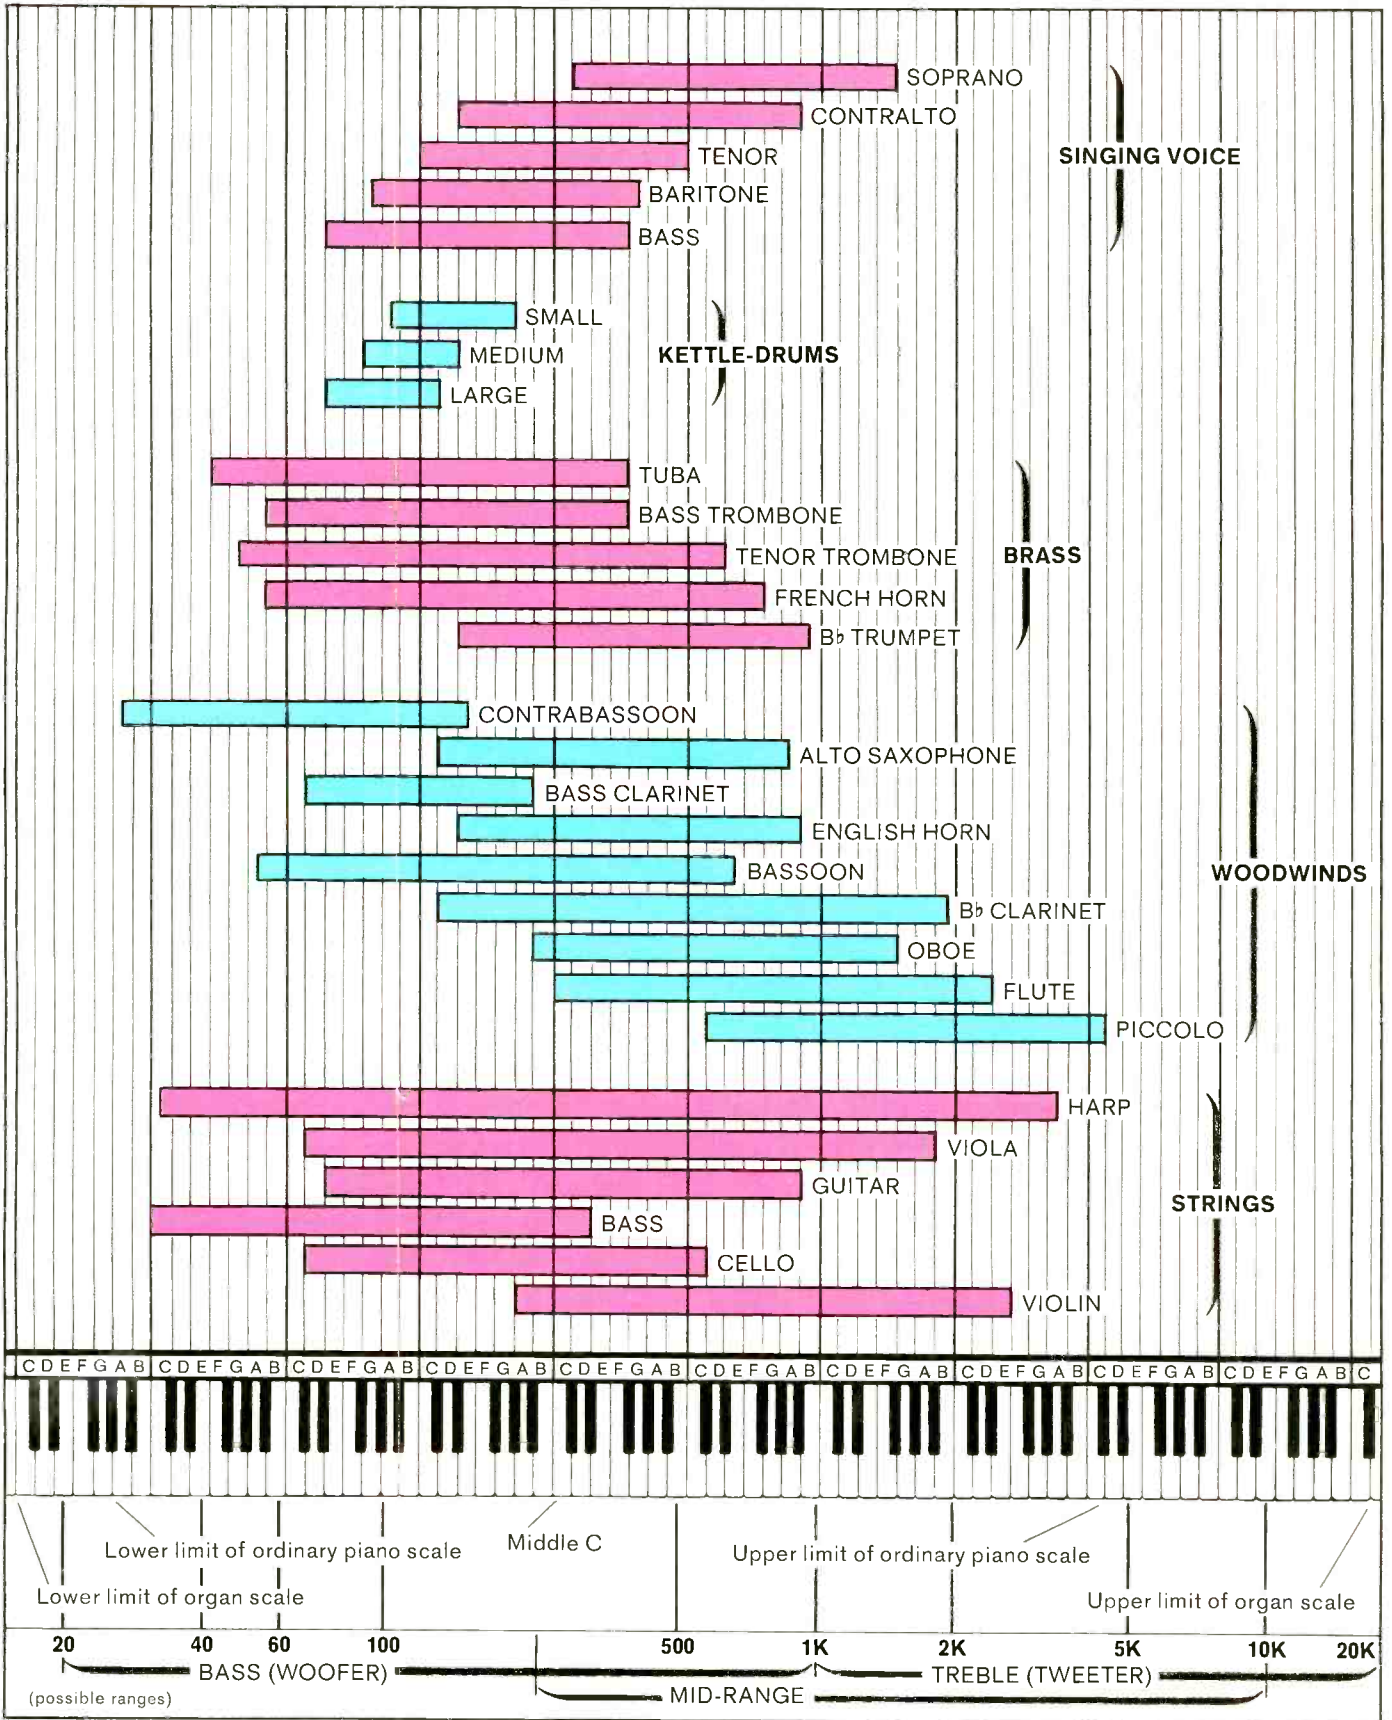 SOPRANO
CONTRALTO
TENOR
SINGING VOICE
BARITONE
BASS
SMALL
MEDIUM
KETTLE-DRUMS
LARGE
TUBA
BASS TROMBONE
TENOR TROMBONE
BRASS
FRENCH HORN
B♭ TRUMPET
CONTRABASSOON
ALTO SAXOPHONE
BASS CLARINET
ENGLISH HORN
BASSOON
WOODWINDS
B♭ CLARINET
OBOE
FLUTE
PICCOLO
HARP
VIOLA
GUITAR
STRINGS
BASS
CELLO
VIOLIN
C D E F G A B C D E F G A B C D E F G A B C D E F G A B C D E F G A B C D E F G A B C D E F G A B C D E F G A B C D E F G A B C D E F G A B C
Middle C
Lower limit of ordinary piano scale
Upper limit of ordinary piano scale
Lower limit of organ scale
Upper limit of organ scale
20 40 60 100 500 1K 2K 5K 10K 20K
BASS (WOOFER) TREBLE (TWEETER)
(possible ranges) MID-RANGE